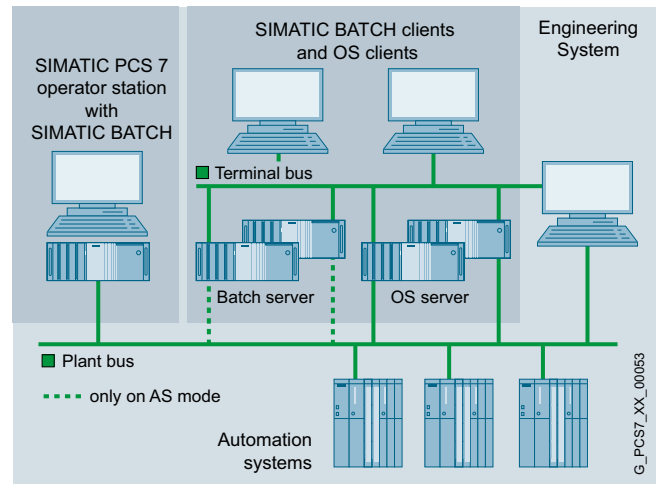 SIMATIC PCS 7
operator station
with
SIMATIC BATCH
SIMATIC BATCH clients
and OS clients
Engineering
System
Terminal bus
Batch server
OS server
Plant bus
only on AS mode
Automation
systems
G_PCS7_XX_00053